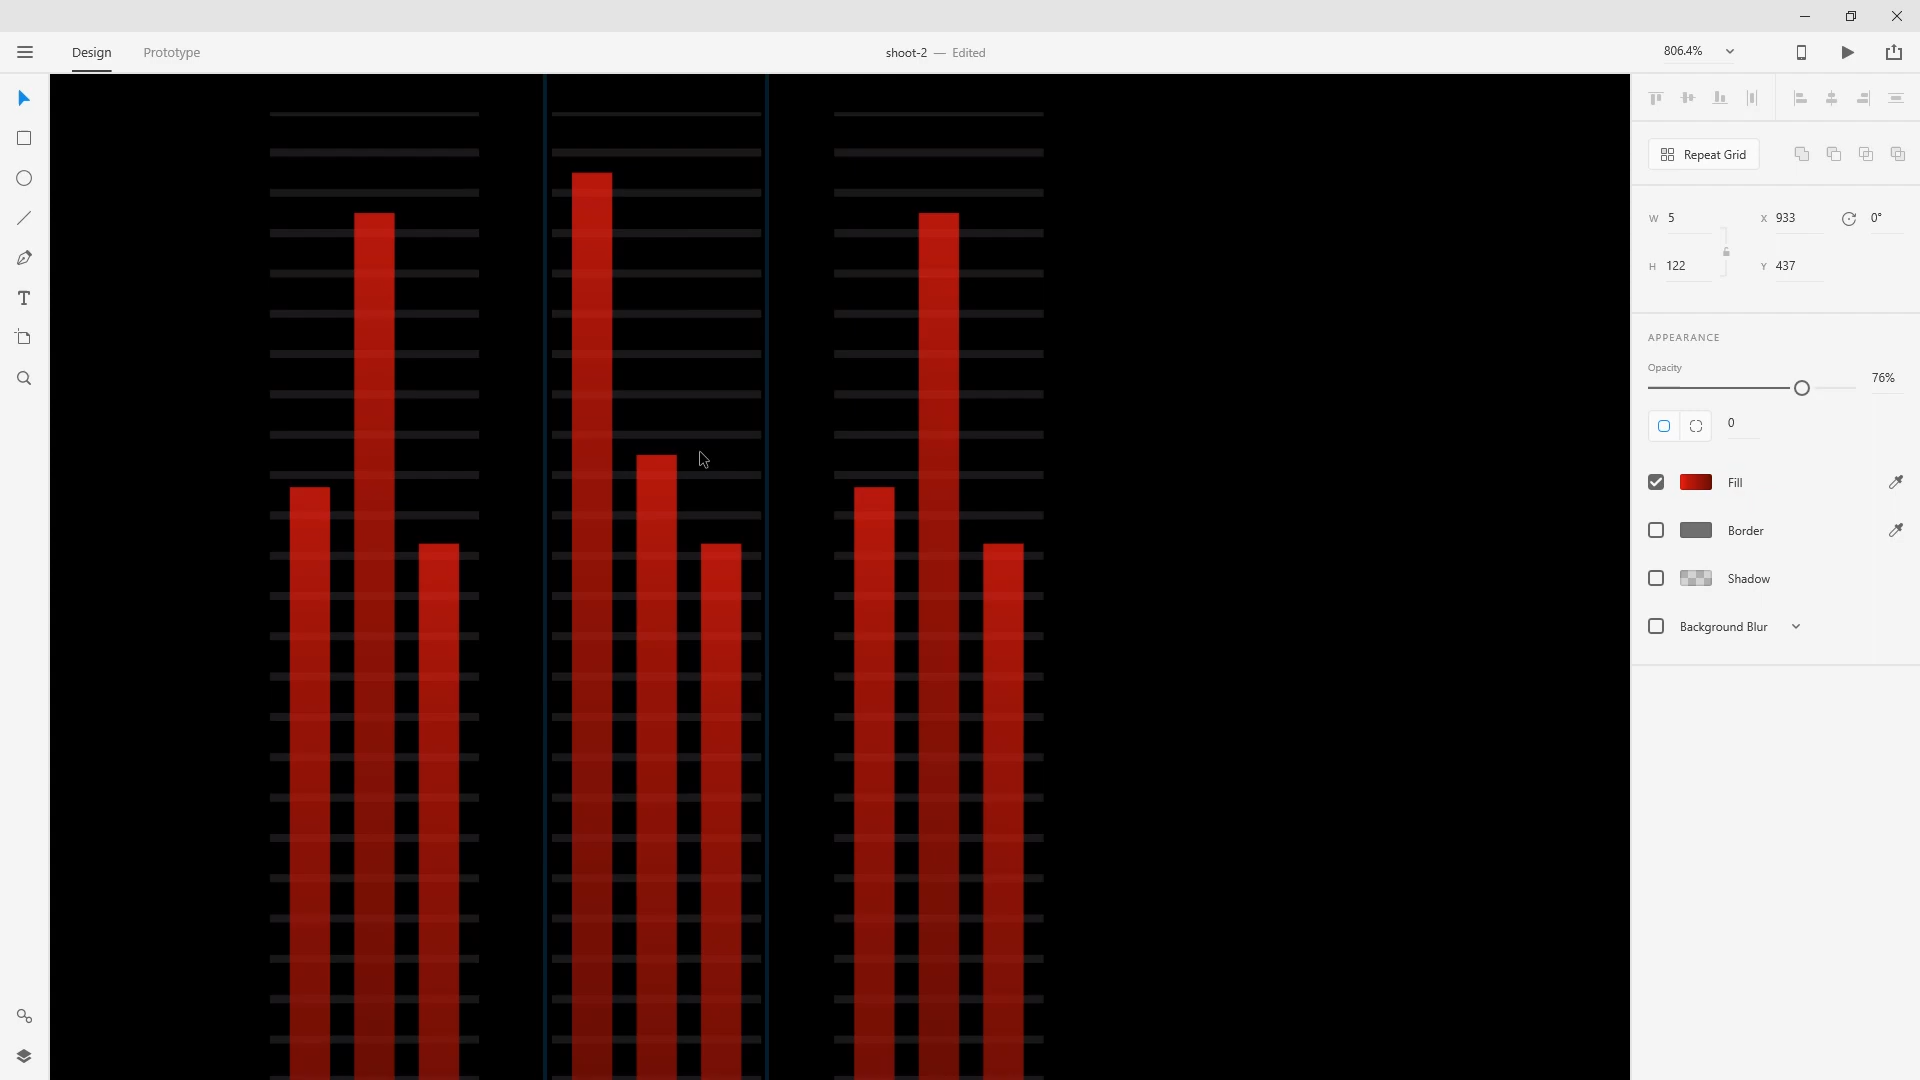 Design
Prototype
shoot-2 — Edited
806.4%
Repeat Grid
W 5
X 933
0°
H 122
Y 437
APPEARANCE
Opacity
76%
0
Fill
Border
Shadow
Background Blur